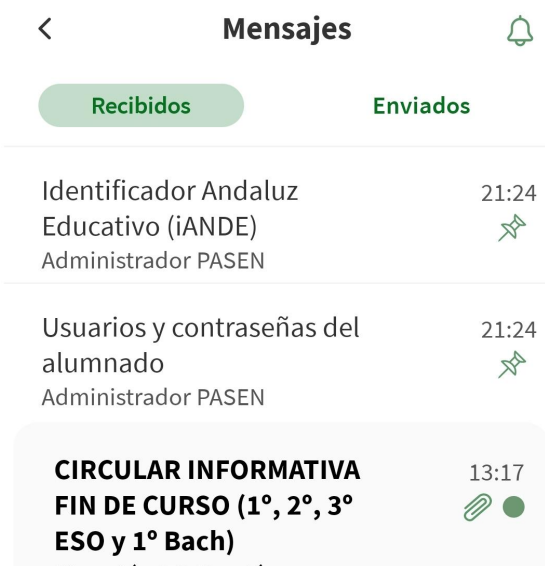 Mensajes
Recibidos
Enviados
Identificador Andaluz
21:24
Educativo (iANDE)
Administrador PASEN
Usuarios y contraseñas del
21:24
alumnado
Administrador PASEN
CIRCULAR INFORMATIVA
13:17
FIN DE CURSO (1º, 2º, 3º
ESO y 1º Bach)